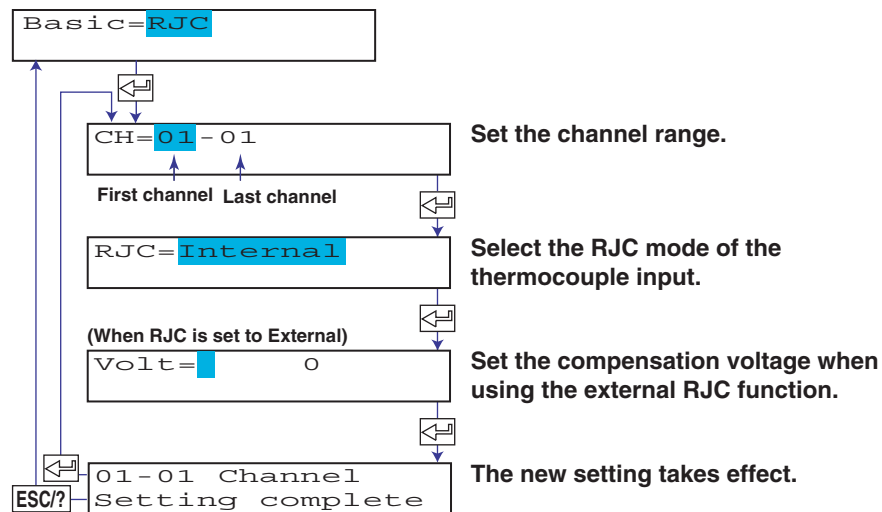 Basic=RJC
CH=01-01
Set the channel range.
First channel Last channel
RJC=Internal
Select the RJC mode of the
thermocouple input.
(When RJC is set to External)
Volt= 0
Set the compensation voltage when
using the external RJC function.
01-01 Channel
Setting complete
The new setting takes effect.
ESC/?